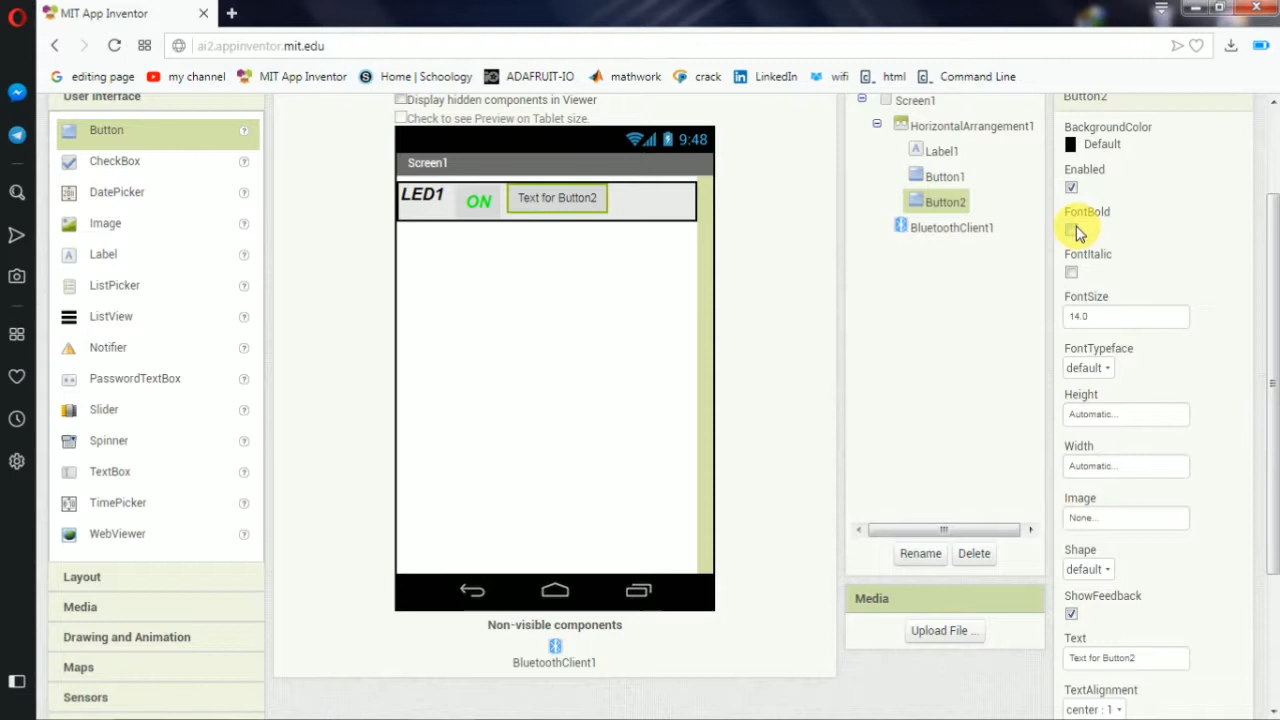 MIT App Inventor
ai2.appinventor.mit.edu
editing page
my channel
MIT App Inventor
Home | Schoology
ADAFRUIT-IO
mathwork
crack
LinkedIn
wifi
html
Command Line
User Interface
Button
CheckBox
DatePicker
Image
Label
ListPicker
ListView
Notifier
PasswordTextBox
Slider
Spinner
TextBox
TimePicker
WebViewer
Layout
Media
Drawing and Animation
Maps
Sensors
Display hidden components in Viewer
Check to see Preview on Tablet size.
9:48
Screen1
LED1
ON
Text for Button2
Non-visible components
BluetoothClient1
Screen1
HorizontalArrangement1
Label1
Button1
Button2
BluetoothClient1
Rename
Delete
Media
Upload File ...
Button2
BackgroundColor
Default
Enabled
FontBold
FontItalic
FontSize
14.0
FontTypeface
default
Height
Automatic...
Width
Automatic...
Image
None...
Shape
default
ShowFeedback
Text
Text for Button2
TextAlignment
center : 1